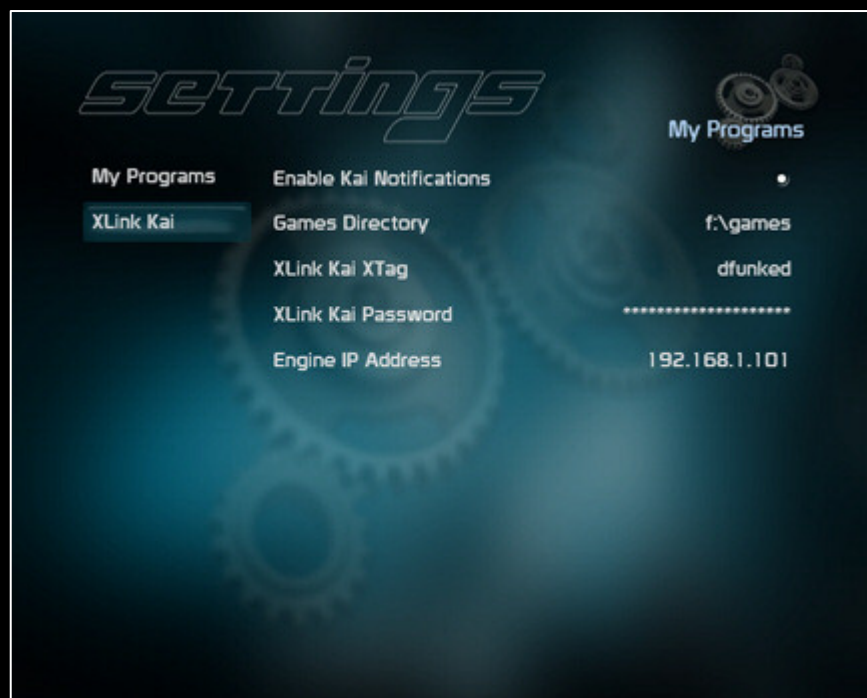 settings
My Programs
My Programs
Enable Kai Notifications
XLink Kai
Games Directory
f:\games
XLink Kai XTag
dfunked
XLink Kai Password
********************
Engine IP Address
192.168.1.101